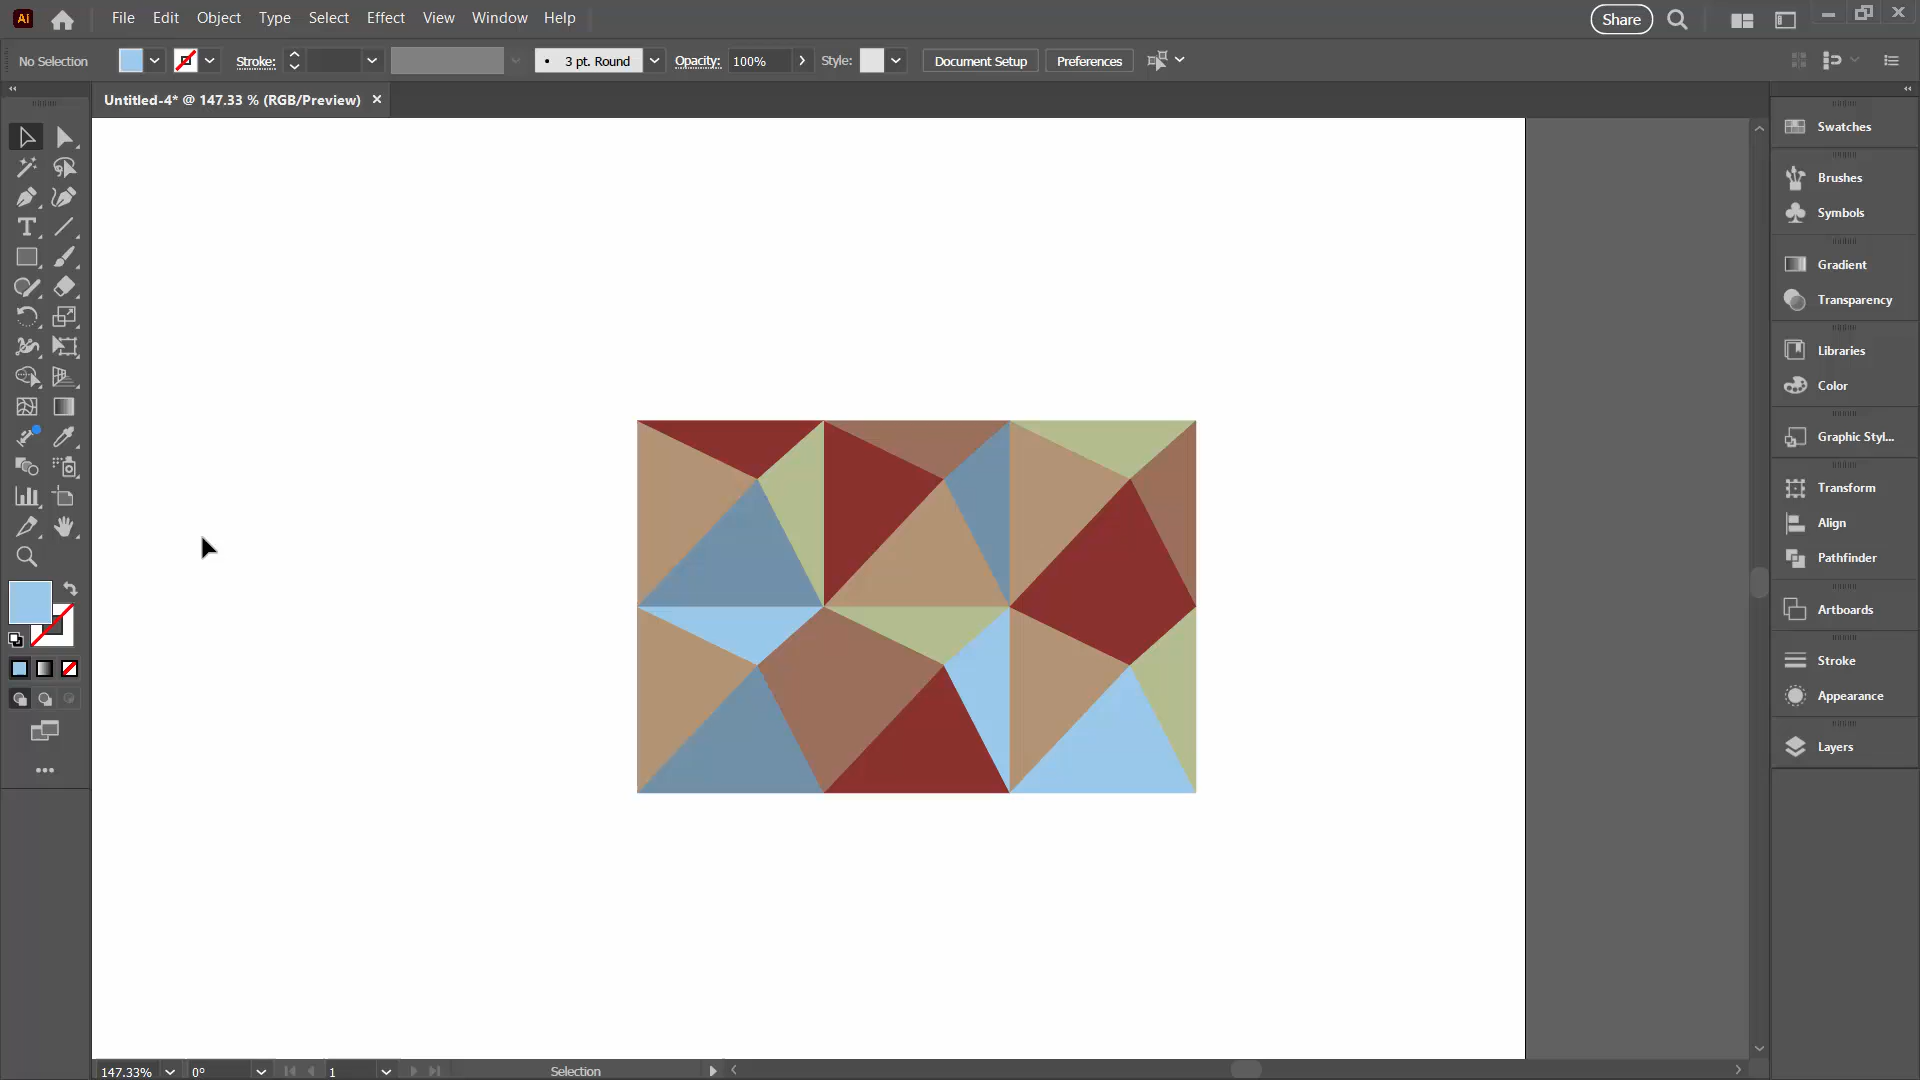 Ai File Edit Object Type Select Effect View Window Help Share
No Selection Stroke: 3 pt. Round Opacity: 100% Style: Document Setup Preferences
Untitled-4* @ 147.33 % (RGB/Preview) ×
Swatches
Brushes
Symbols
Gradient
Transparency
Libraries
Color
Graphic Styl...
Transform
Align
Pathfinder
Artboards
Stroke
Appearance
Layers
147.33% 0° 1 Selection